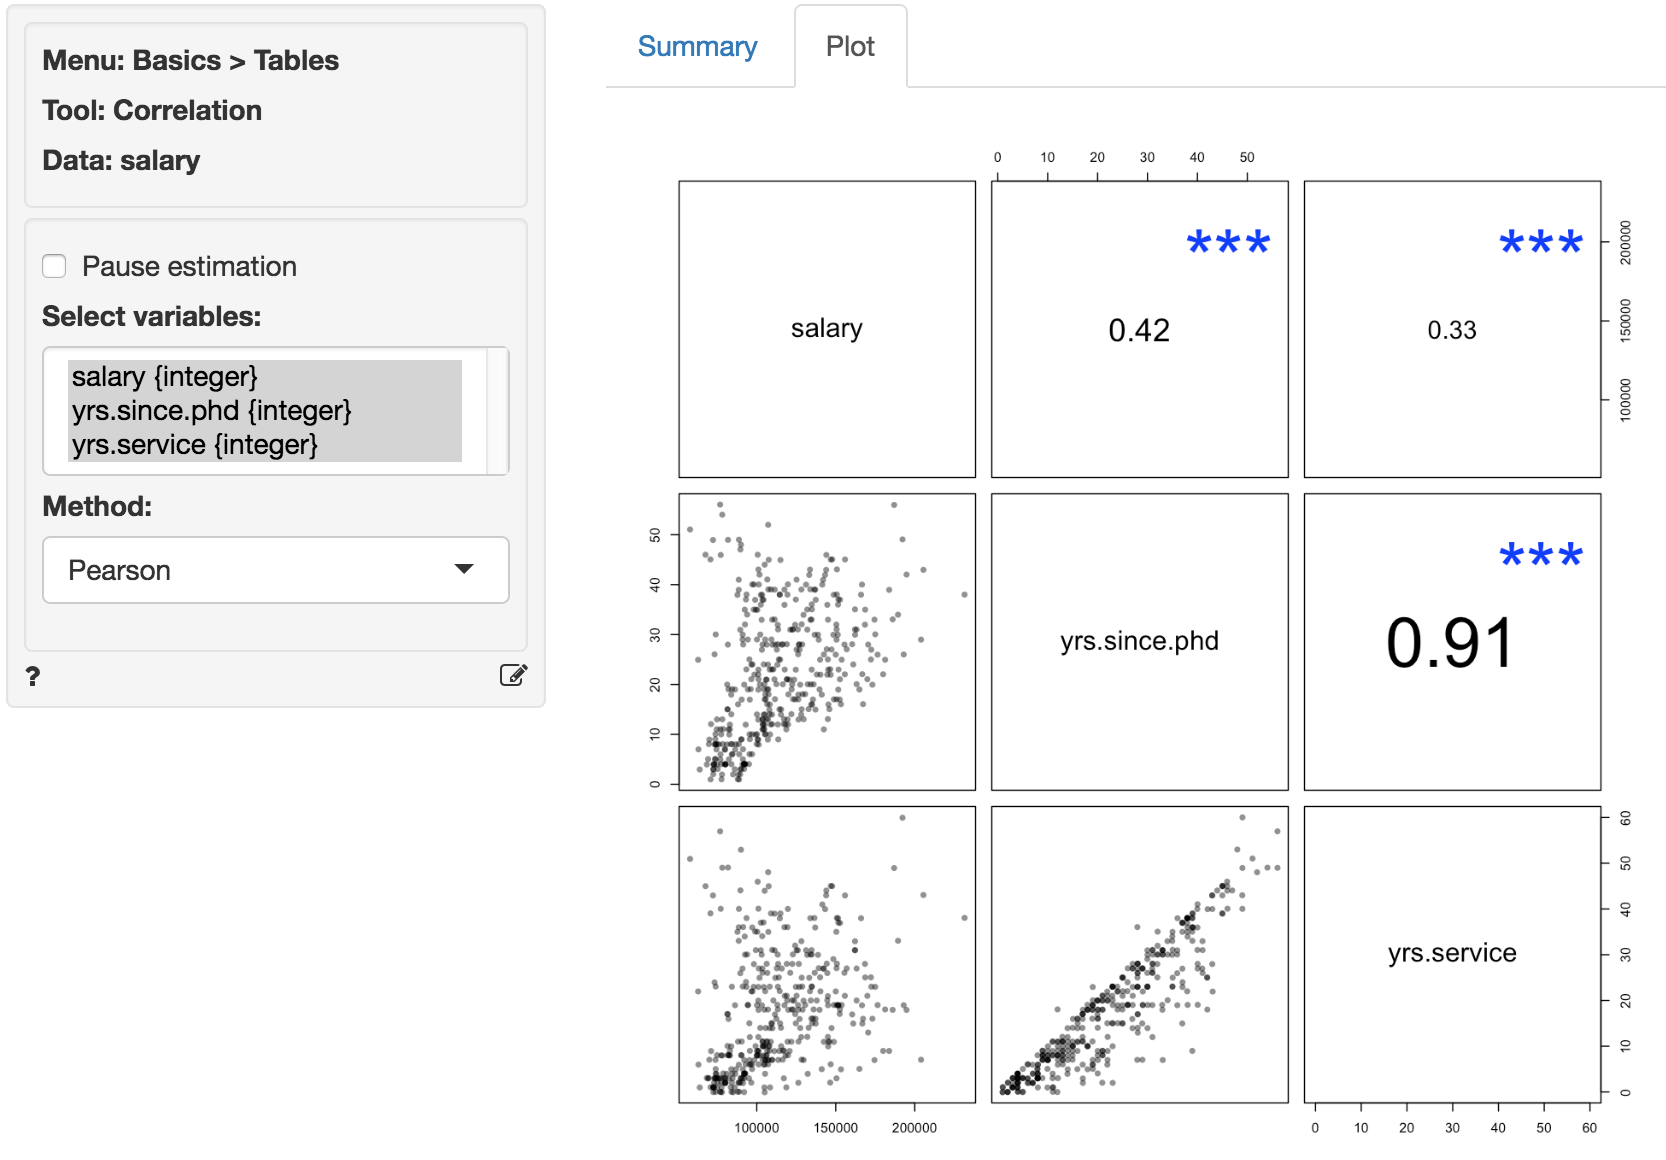 Menu: Basics > Tables
Tool: Correlation
Data: salary
Pause estimation
Select variables:
salary {integer}
yrs.since.phd {integer}
yrs.service {integer}
Method:
Pearson
?
Summary Plot
0 10 20 30 40 50
salary
***
0.42
***
0.33
200000
150000
100000
50
40
30
20
10
0
yrs.since.phd
***
0.91
yrs.service
60
50
40
30
20
10
0
100000 150000 200000
0 10 20 30 40 50 60